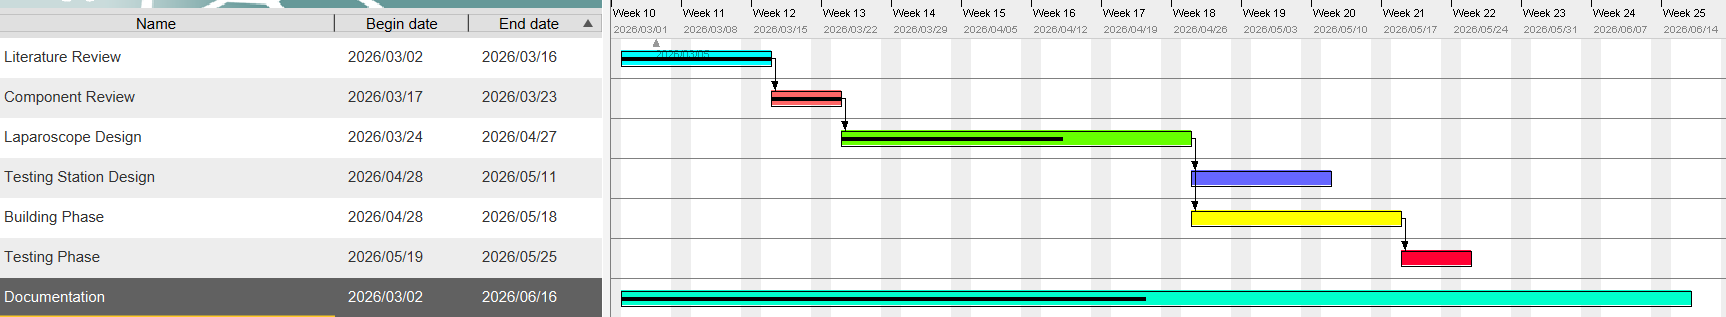 Name Begin date End date
Literature Review 2026/03/02 2026/03/16
Component Review 2026/03/17 2026/03/23
Laparoscope Design 2026/03/24 2026/04/27
Testing Station Design 2026/04/28 2026/05/11
Building Phase 2026/04/28 2026/05/18
Testing Phase 2026/05/19 2026/05/25
Documentation 2026/03/02 2026/06/16
Week 10 Week 11 Week 12 Week 13 Week 14 Week 15 Week 16 Week 17 Week 18 Week 19 Week 20 Week 21 Week 22 Week 23 Week 24 Week 25
2026/03/01 2026/03/08 2026/03/15 2026/03/22 2026/03/29 2026/04/05 2026/04/12 2026/04/19 2026/04/26 2026/05/03 2026/05/10 2026/05/17 2026/05/24 2026/05/31 2026/06/07 2026/06/14
2026/03/05